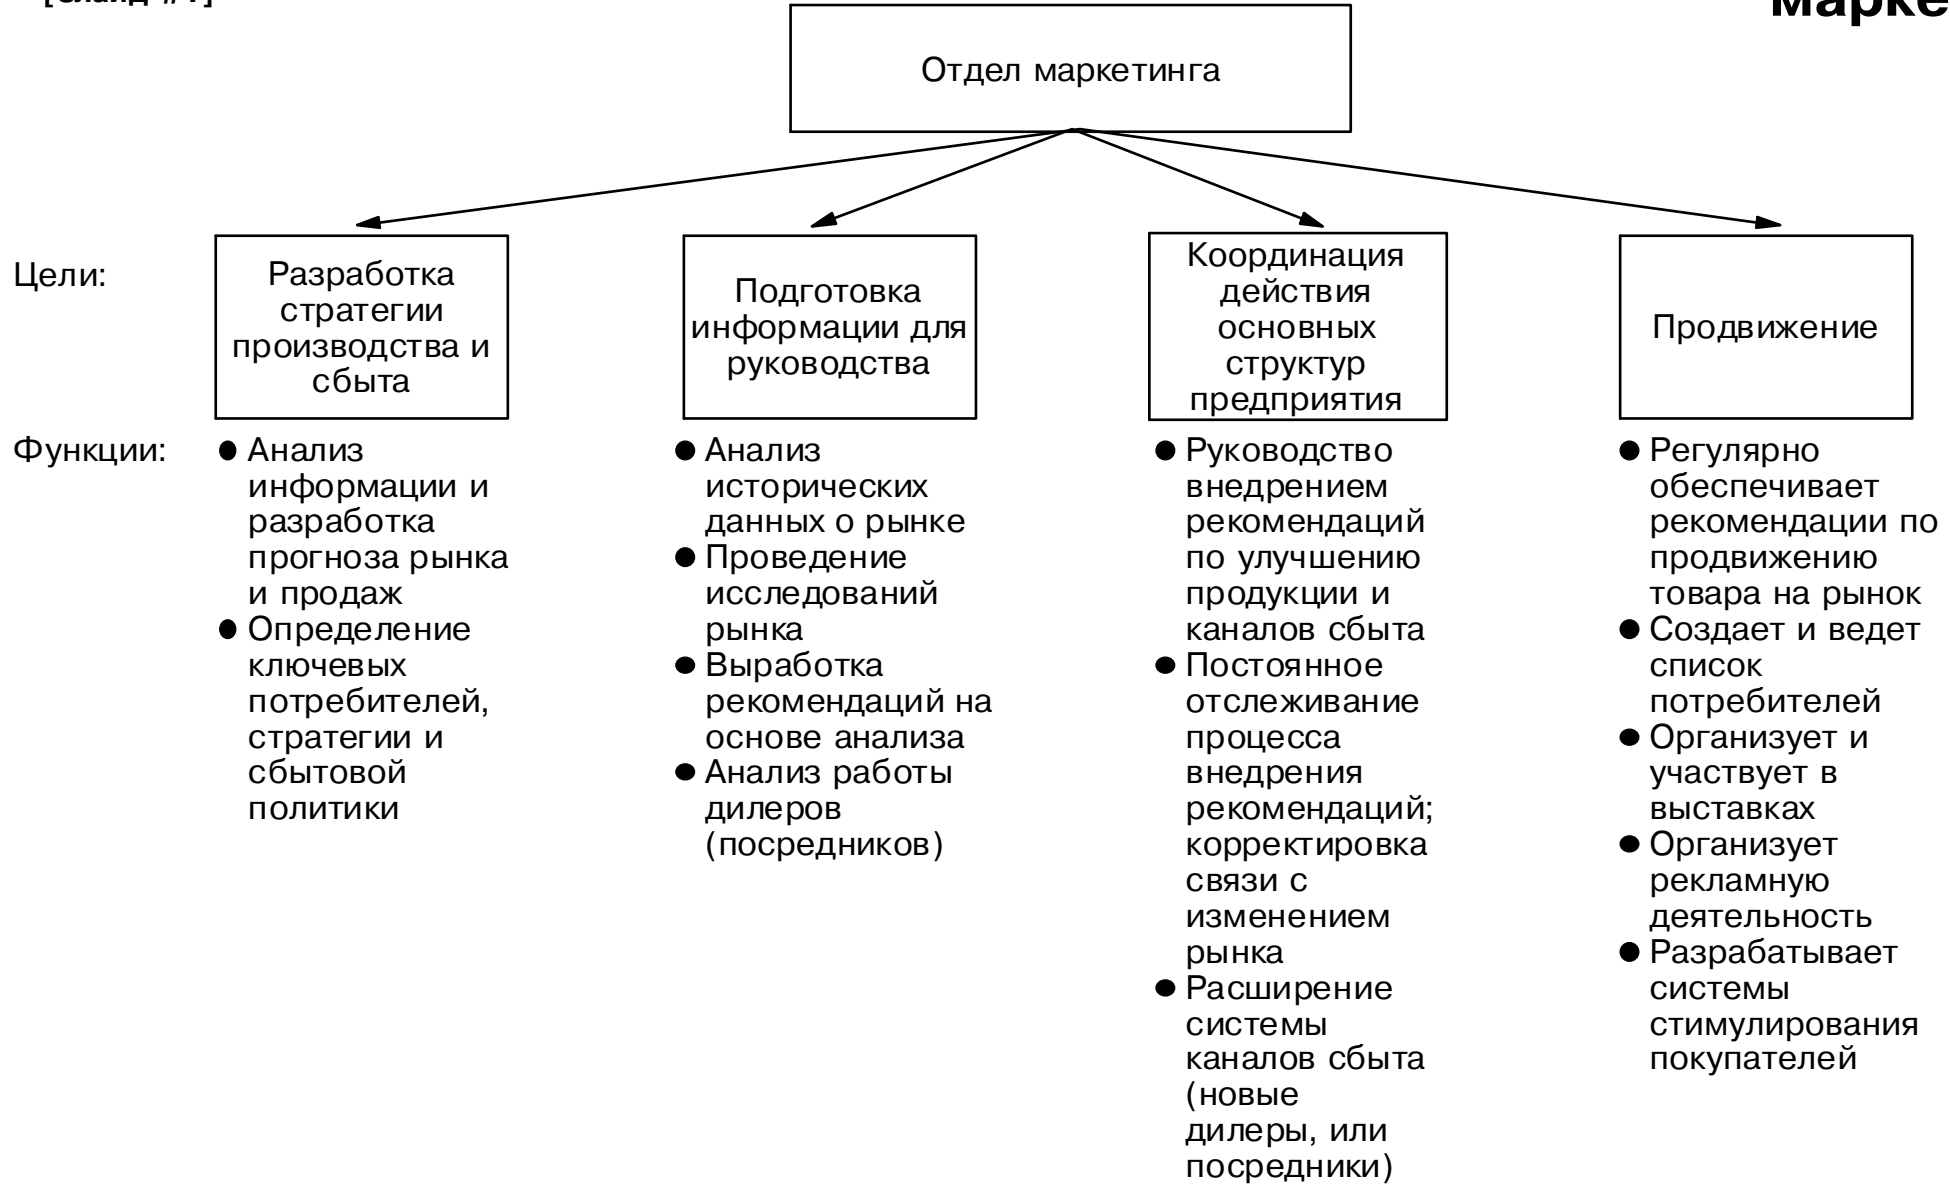 [Слайд #1]
Марке
Отдел маркетинга
Цели:
Разработка
стратегии
производства и
сбыта
Подготовка
информации для
руководства
Координация
действия
основных
структур
предприятия
Продвижение
Функции:
● Анализ
информации и
разработка
прогноза рынка
и продаж
● Определение
ключевых
потребителей,
стратегии и
сбытовой
политики
● Анализ
исторических
данных о рынке
● Проведение
исследований
рынка
● Выработка
рекомендаций на
основе анализа
● Анализ работы
дилеров
(посредников)
● Руководство
внедрением
рекомендаций
по улучшению
продукции и
каналов сбыта
● Постоянное
отслеживание
процесса
внедрения
рекомендаций;
корректировка
связи с
изменением
рынка
● Расширение
системы
каналов сбыта
(новые
дилеры, или
посредники)
● Регулярно
обеспечивает
рекомендации по
продвижению
товара на рынок
● Создает и ведет
список
потребителей
● Организует и
участвует в
выставках
● Организует
рекламную
деятельность
● Разрабатывает
системы
стимулирования
покупателей